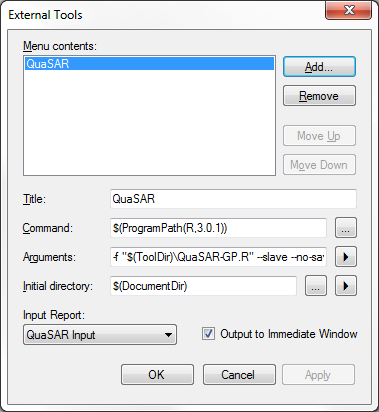 External Tools
Menu contents:
QuaSAR
Add...
Remove
Move Up
Move Down
Title: QuaSAR
Command: $(ProgramPath(R,3.0.1)) ...
Arguments: -f "$(ToolDir)\QuaSAR-GP.R" --slave --no-sav
Initial directory: $(DocumentDir) ...
Input Report:
QuaSAR Input
Output to Immediate Window
OK Cancel Apply